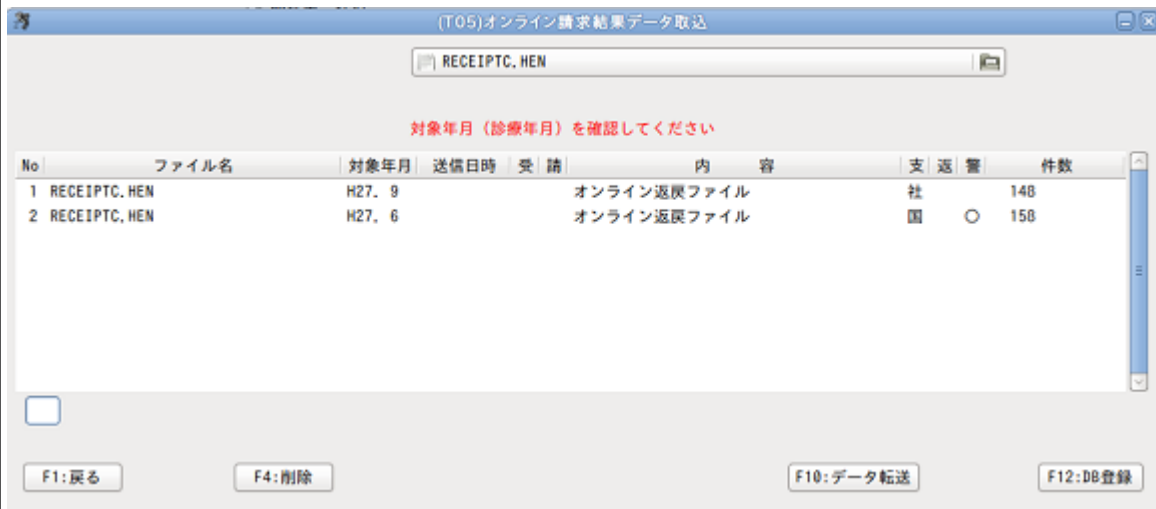 (T05)オンライン請求結果データ取込
RECEIPTC.HEN
対象年月（診療年月）を確認してください
No ファイル名 対象年月 送信日時 受 請 内 容 支 返 警 件数
1 RECEIPTC.HEN H27. 9 オンライン返戻ファイル 社 148
2 RECEIPTC.HEN H27. 6 オンライン返戻ファイル 国 ○ 158
F1:戻る F4:削除 F10:データ転送 F12:DB登録